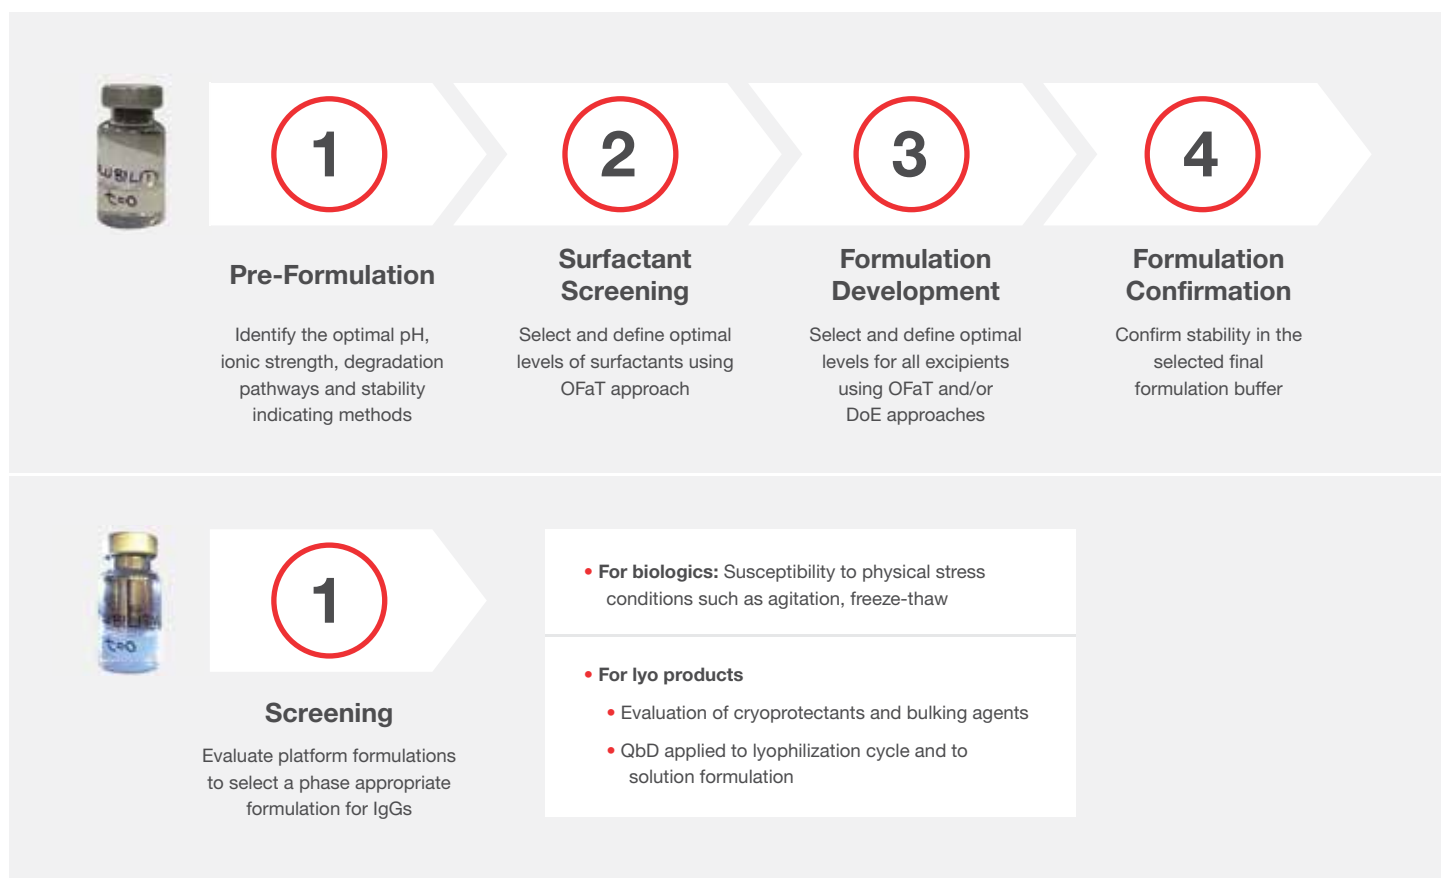 1
2
3
4
t=0
Pre-Formulation
Identify the optimal pH,
ionic strength, degradation
pathways and stability
indicating methods
Surfactant
Screening
Select and define optimal
levels of surfactants using
OFaT approach
Formulation
Development
Select and define optimal
levels for all excipients
using OFaT and/or
DoE approaches
Formulation
Confirmation
Confirm stability in the
selected final
formulation buffer
t=0
1
Screening
Evaluate platform formulations
to select a phase appropriate
formulation for IgGs
• For biologics: Susceptibility to physical stress
conditions such as agitation, freeze-thaw
• For lyo products
• Evaluation of cryoprotectants and bulking agents
• QbD applied to lyophilization cycle and to
solution formulation